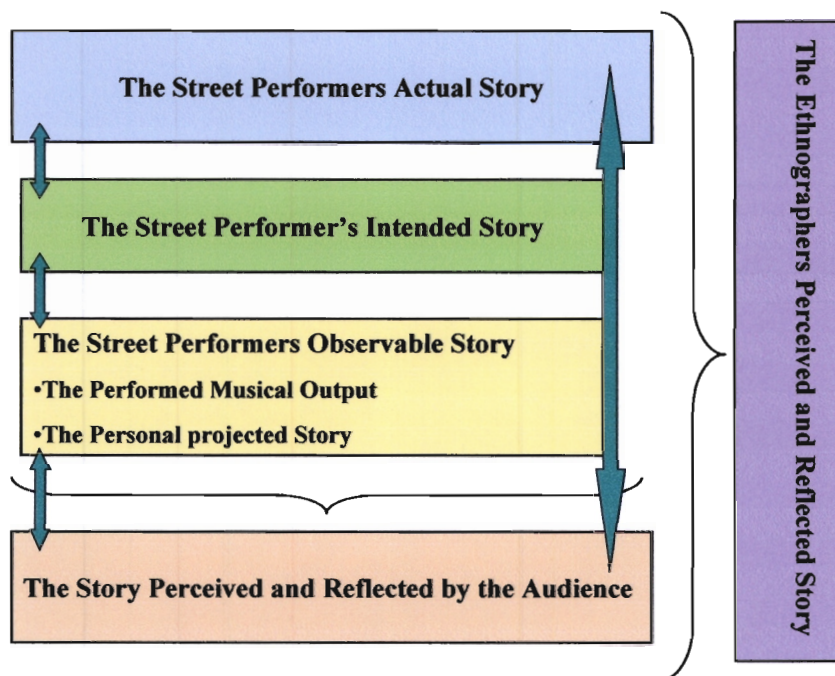 The Street Performers Actual Story
The Street Performer's Intended Story
The Street Performers Observable Story
•The Performed Musical Output
•The Personal projected Story
The Story Perceived and Reflected by the Audience
The Ethnographers Perceived and Reflected Story